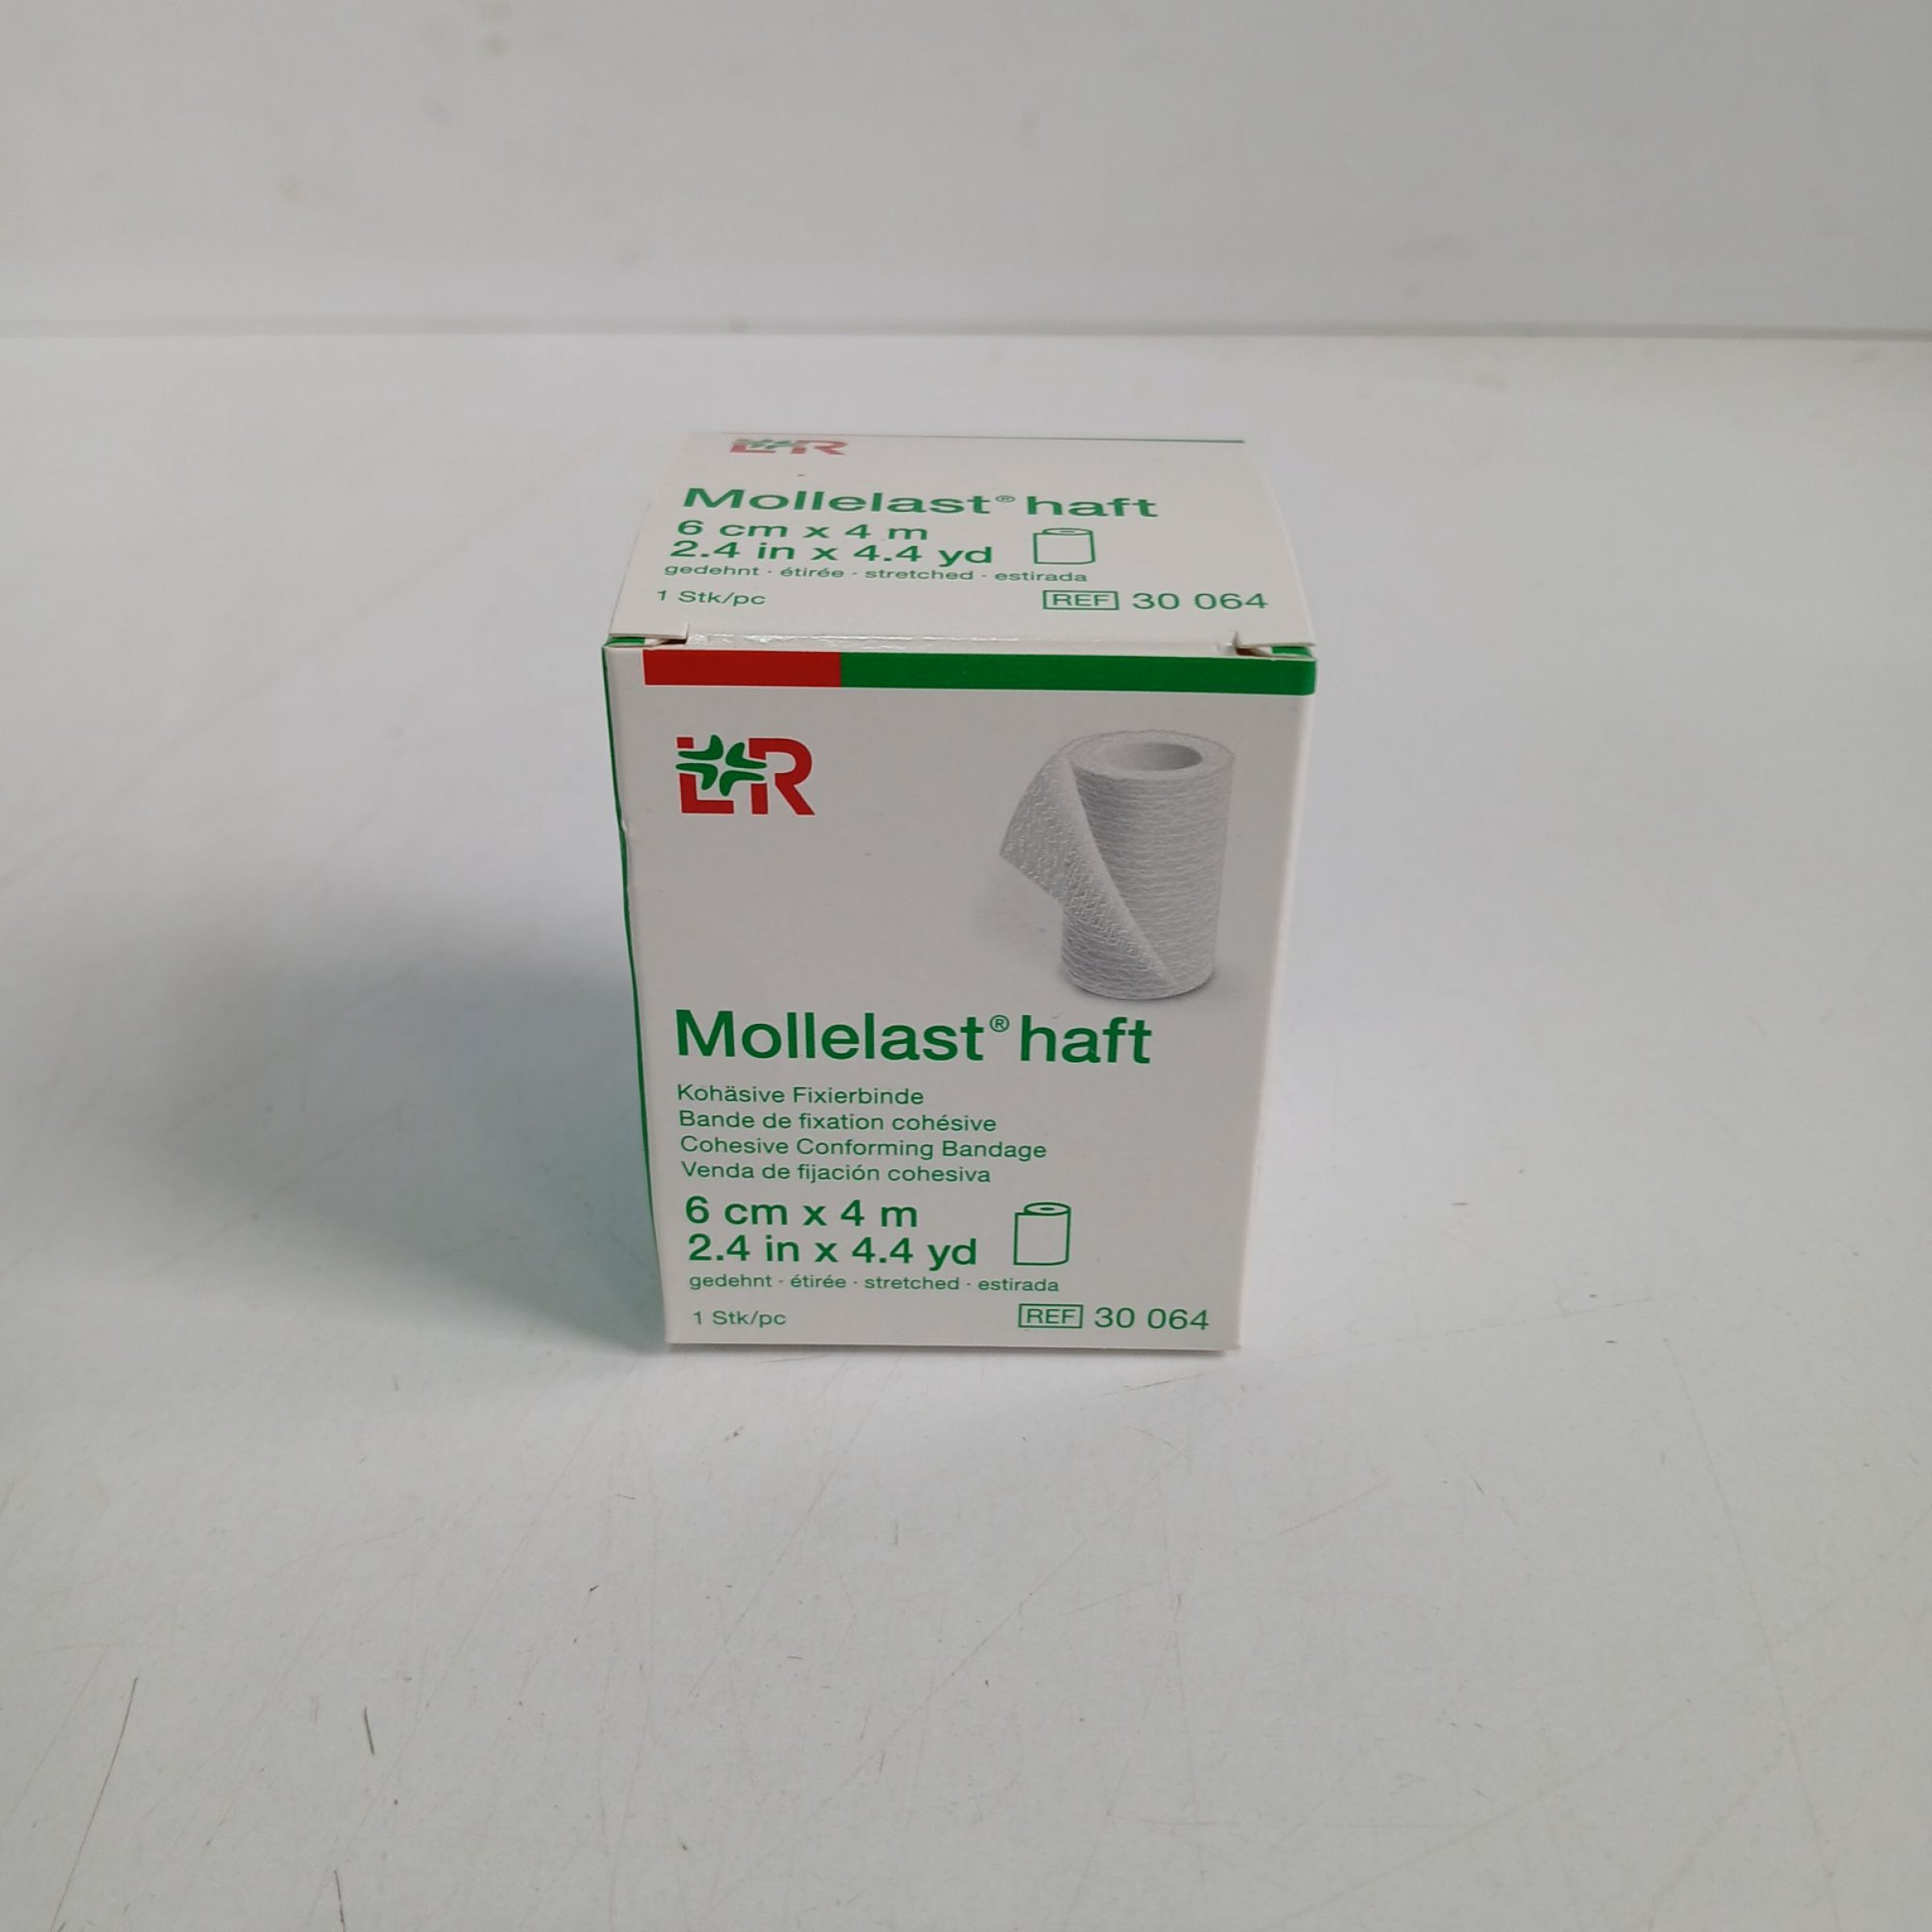 L&R
Mollelast® haft
6 cm x 4 m
2.4 in x 4.4 yd
gedehnt · étirée · stretched · estirada
1 Stk/pc REF 30 064
L&R
Mollelast® haft
Kohäsive Fixierbinde
Bande de fixation cohésive
Cohesive Conforming Bandage
Venda de fijación cohesiva
6 cm x 4 m
2.4 in x 4.4 yd
gedehnt · étirée · stretched · estirada
1 Stk/pc REF 30 064